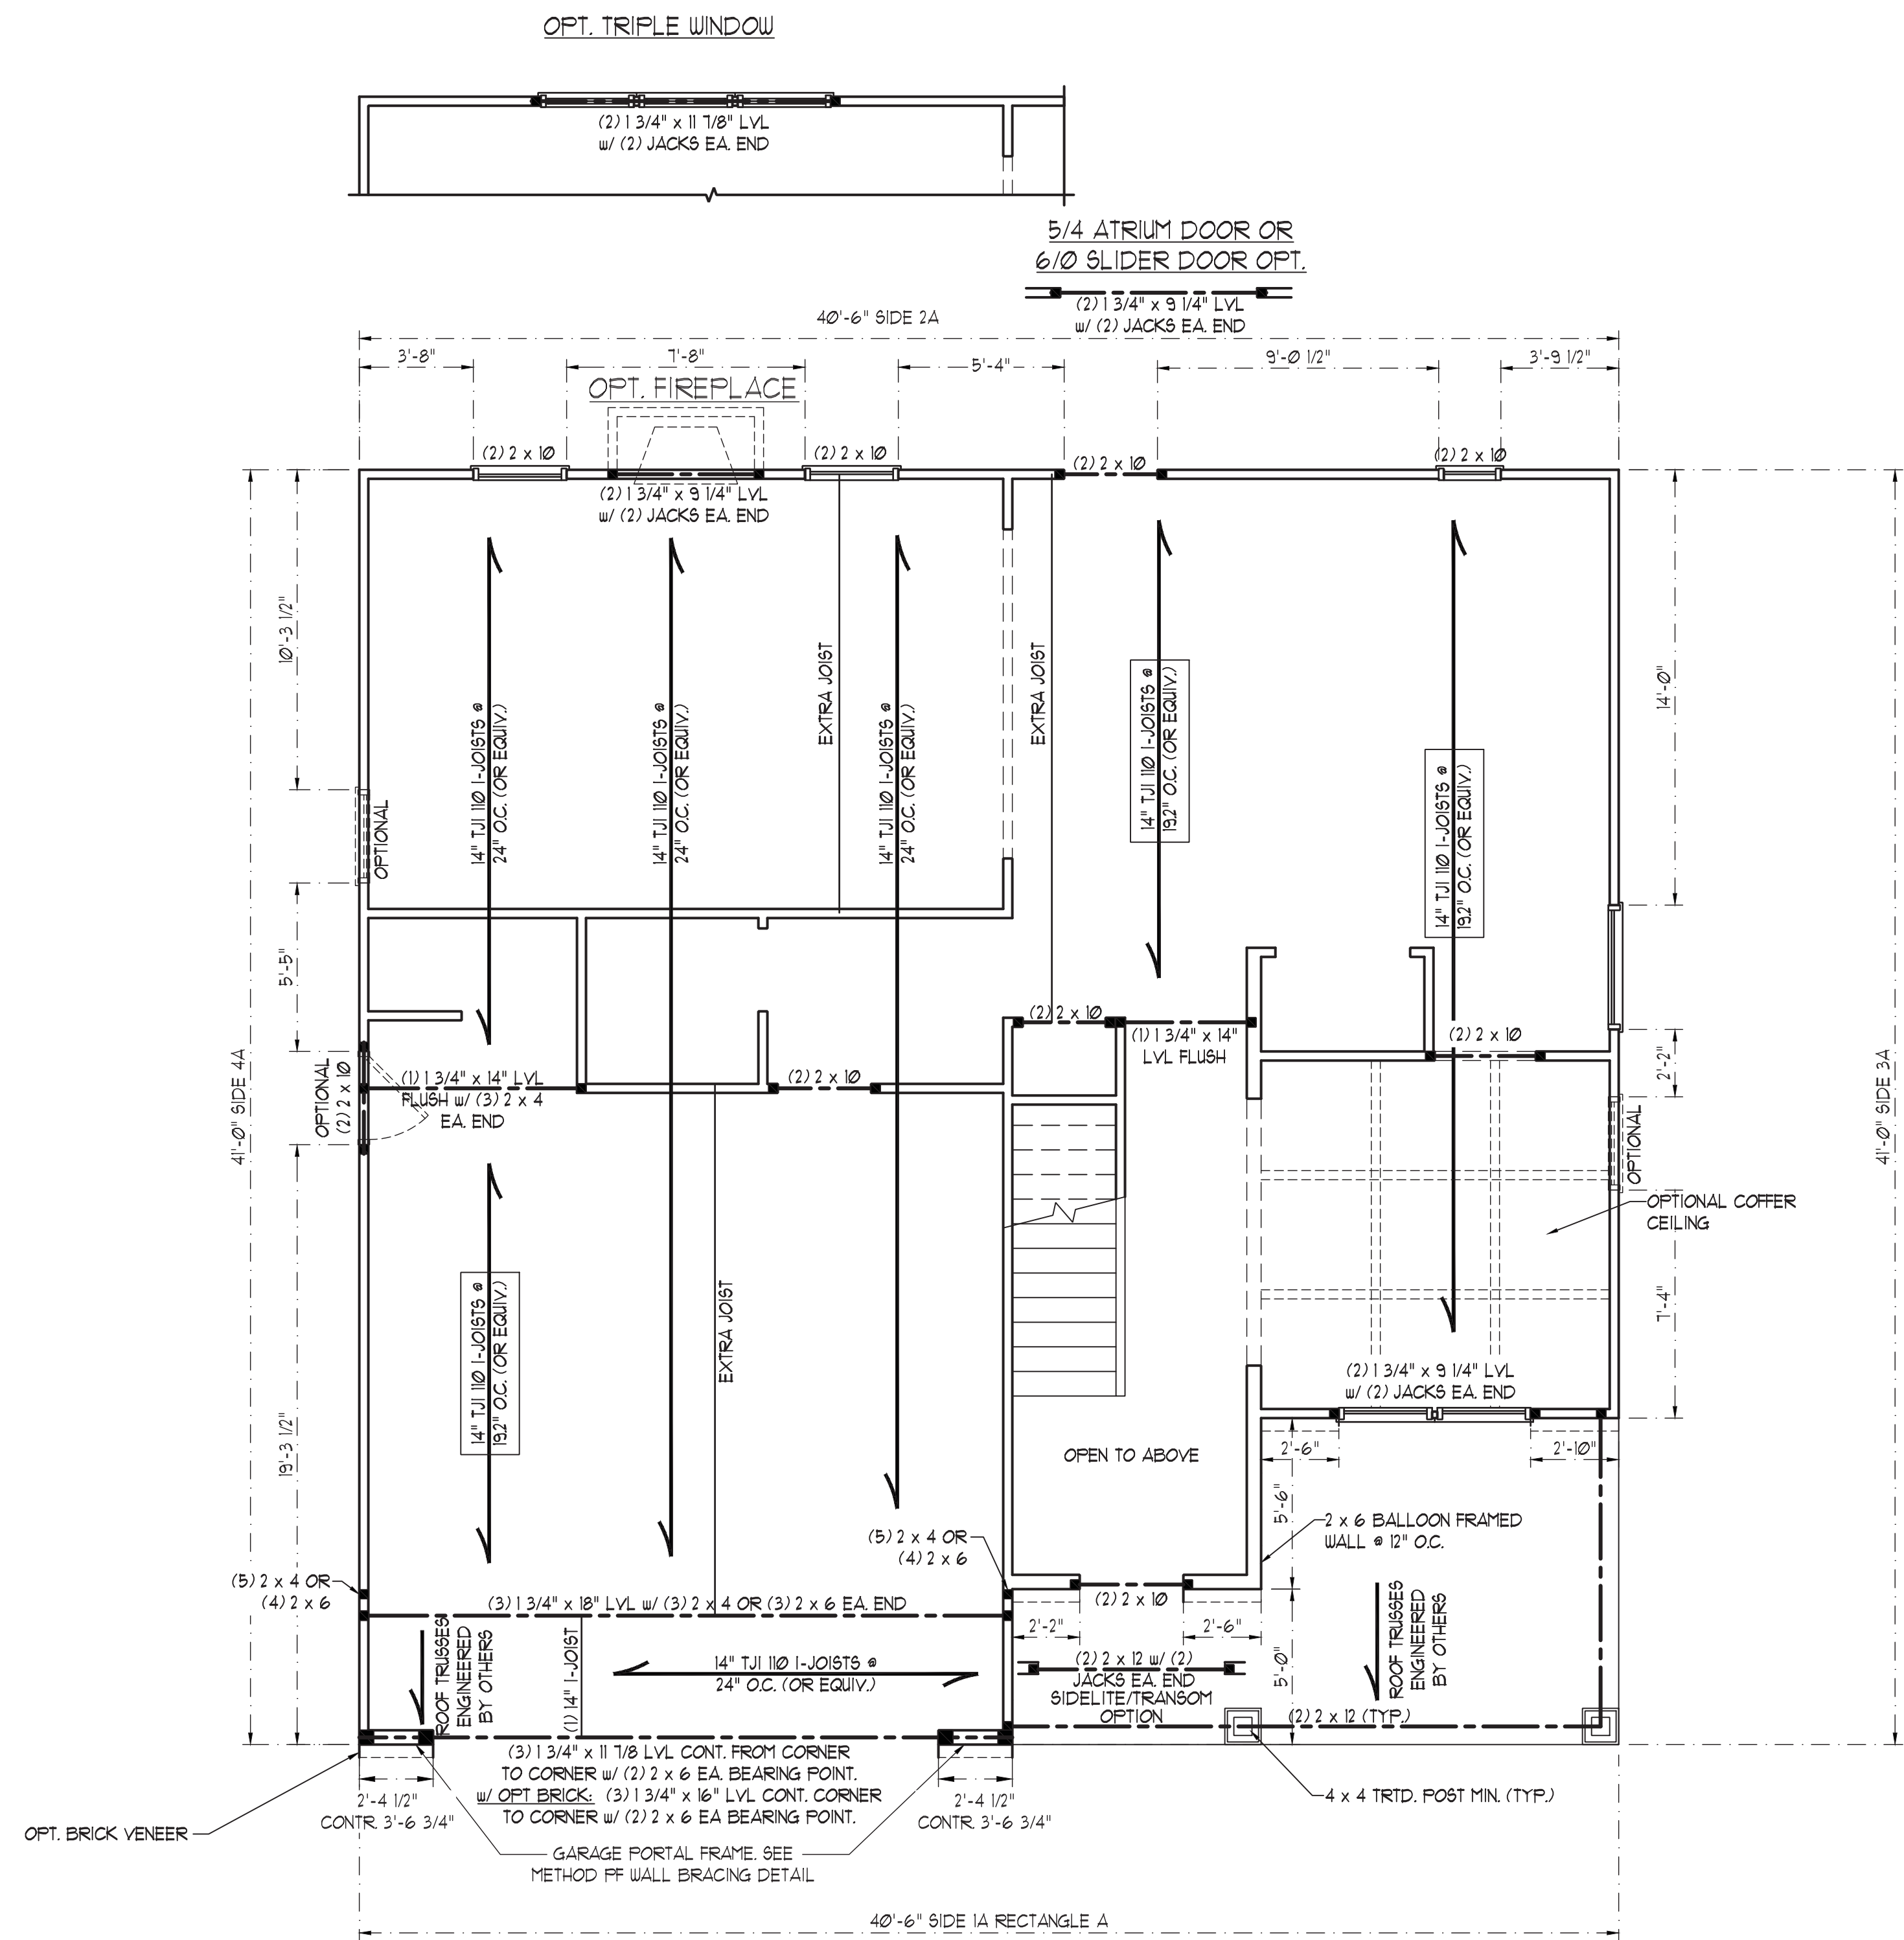 OPT. TRIPLE WINDOW
(2) 1 3/4" x 11 7/8" LVL
w/ (2) JACKS EA. END
5/4 ATRIUM DOOR OR
6/0 SLIDER DOOR OPT.
(2) 1 3/4" x 9 1/4" LVL
w/ (2) JACKS EA. END
40'-6" SIDE 2A
3'-8"
7'-8"
5'-4"
9'-0 1/2"
3'-9 1/2"
OPT. FIREPLACE
(2) 2 x 10
(2) 2 x 10
(2) 2 x 10
(2) 2 x 10
(2) 1 3/4" x 9 1/4" LVL
w/ (2) JACKS EA. END
10'-3 1/2"
5'-5"
19'-3 1/2"
41'-0" SIDE 4A
OPTIONAL
14" TJI 110 I-JOISTS @
24" O.C. (OR EQUIV.)
14" TJI 110 I-JOISTS @
24" O.C. (OR EQUIV.)
EXTRA JOIST
14" TJI 110 I-JOISTS @
24" O.C. (OR EQUIV.)
EXTRA JOIST
14" TJI 110 I-JOISTS @
19.2" O.C. (OR EQUIV.)
14" TJI 110 I-JOISTS @
19.2" O.C. (OR EQUIV.)
14'-0"
2'-2"
7'-4"
41'-0" SIDE 3A
OPTIONAL
(2) 2 x 10
(1) 1 3/4" x 14" LVL
FLUSH w/ (3) 2 x 4
EA. END
(2) 2 x 10
(2) 2 x 10
(1) 1 3/4" x 14"
LVL FLUSH
(2) 2 x 10
OPTIONAL
OPTIONAL COFFER
CEILING
14" TJI 110 I-JOISTS @
19.2" O.C. (OR EQUIV.)
EXTRA JOIST
(2) 1 3/4" x 9 1/4" LVL
w/ (2) JACKS EA. END
OPEN TO ABOVE
2'-6"
2'-10"
5'-6"
2 x 6 BALLOON FRAMED
WALL @ 12" O.C.
(5) 2 x 4 OR
(4) 2 x 6
(5) 2 x 4 OR
(4) 2 x 6
(3) 1 3/4" x 18" LVL w/ (3) 2 x 4 OR (3) 2 x 6 EA. END
(2) 2 x 10
2'-2"
2'-6"
5'-0"
ROOF TRUSSES
ENGINEERED
BY OTHERS
(1) 14" I-JOIST
14" TJI 110 I-JOISTS @
24" O.C. (OR EQUIV.)
(2) 2 x 12 w/ (2)
JACKS EA. END
SIDELITE/TRANSOM
OPTION
ROOF TRUSSES
ENGINEERED
BY OTHERS
(2) 2 x 12 (TYP.)
(3) 1 3/4" x 11 7/8 LVL CONT. FROM CORNER
TO CORNER w/ (2) 2 x 6 EA. BEARING POINT.
w/ OPT BRICK: (3) 1 3/4" x 16" LVL CONT. CORNER
TO CORNER w/ (2) 2 x 6 EA BEARING POINT.
2'-4 1/2"
CONTR. 3'-6 3/4"
2'-4 1/2"
CONTR. 3'-6 3/4"
4 x 4 TRTD. POST MIN. (TYP.)
OPT. BRICK VENEER
GARAGE PORTAL FRAME. SEE
METHOD PF WALL BRACING DETAIL
40'-6" SIDE 1A RECTANGLE A